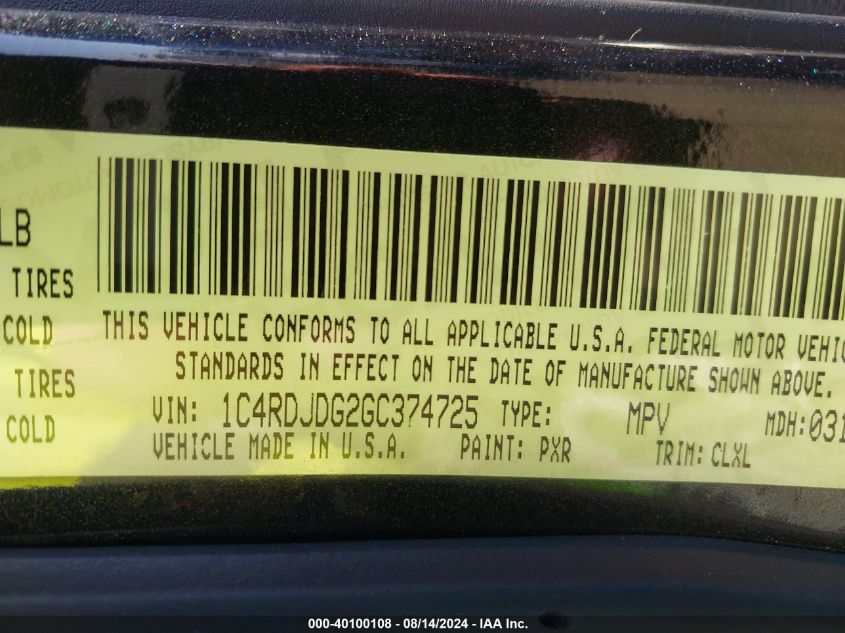 LB
TIRES
COLD
TIRES
COLD
THIS VEHICLE CONFORMS TO ALL APPLICABLE U.S.A. FEDERAL MOTOR VEHIC
STANDARDS IN EFFECT ON THE DATE OF MANUFACTURE SHOWN ABOVE.
VIN: 1C4RDJDG2GC374725 TYPE: MPV MDH:031
VEHICLE MADE IN U.S.A. PAINT: PXR TRIM: CLXL
000-40100108 - 08/14/2024 - IAA Inc.